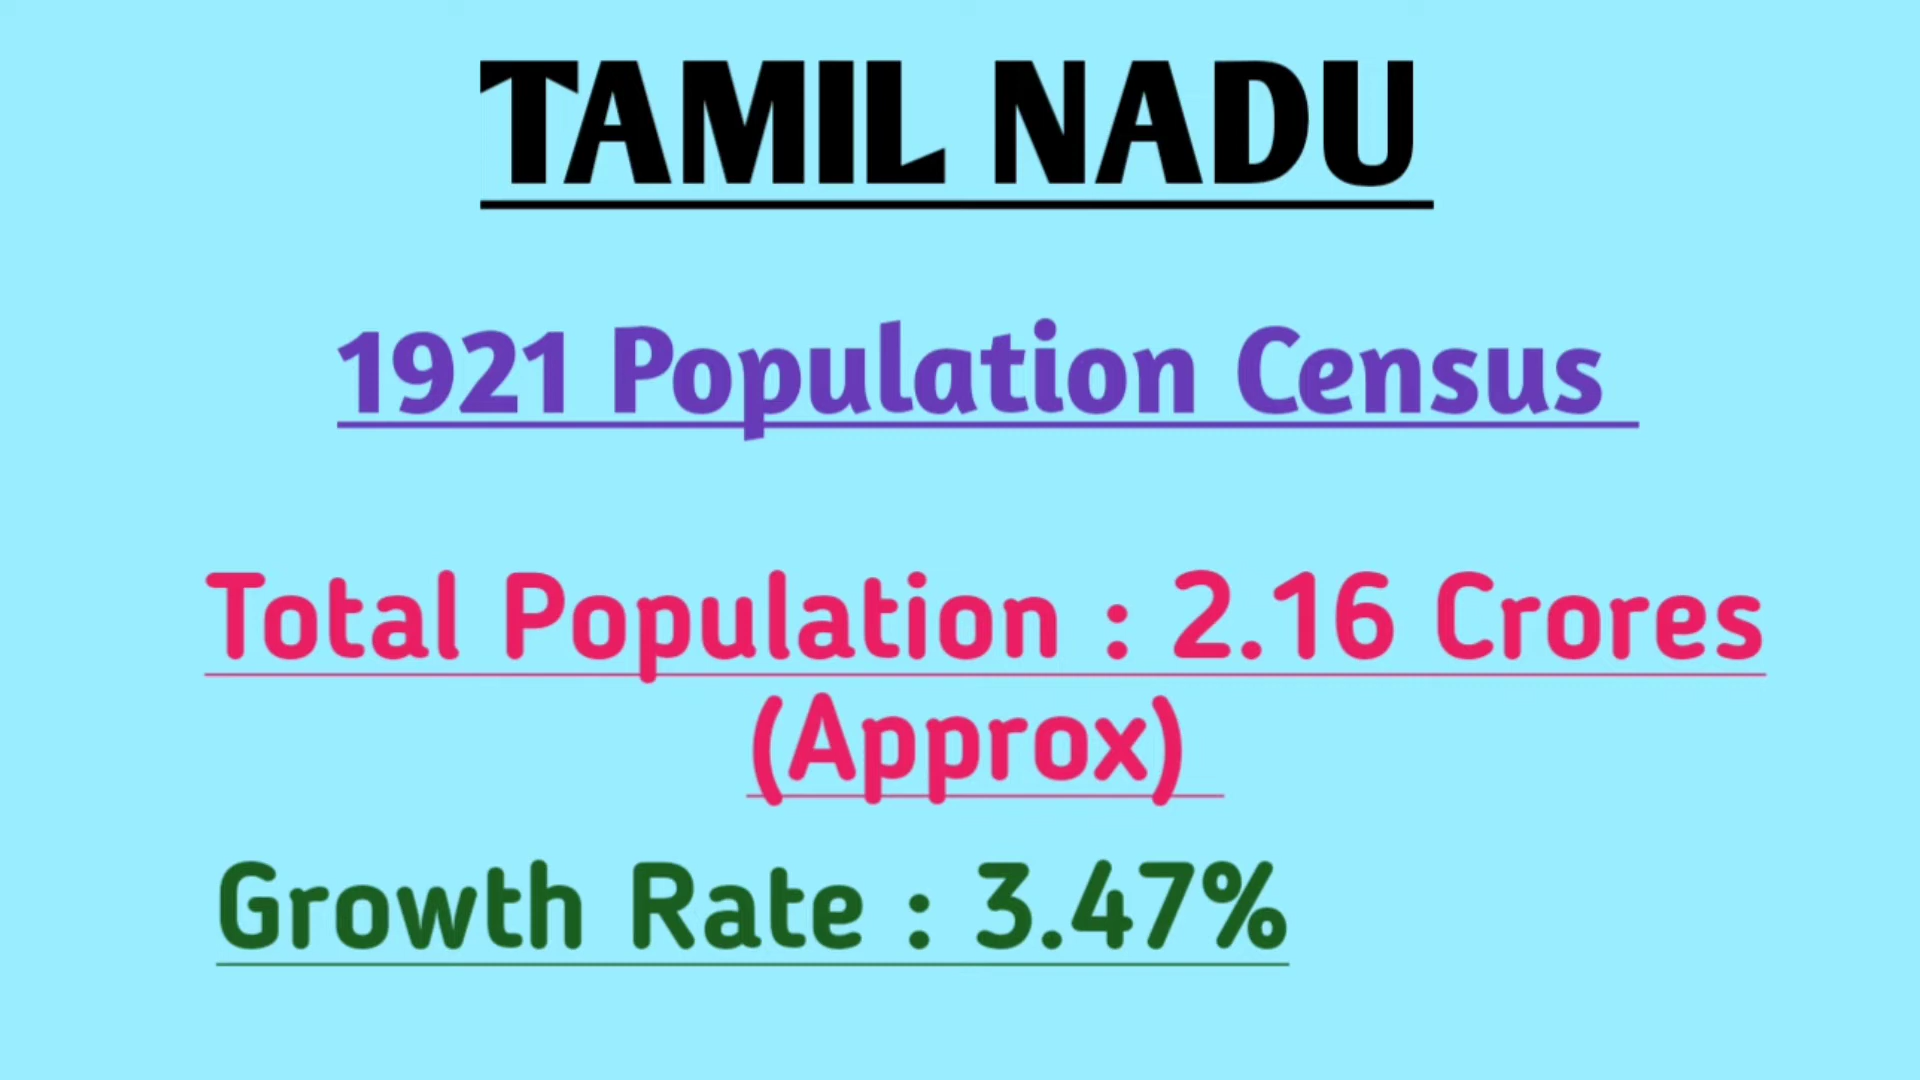 TAMIL NADU
1921 Population Census
Total Population : 2.16 Crores
(Approx)
Growth Rate : 3.47%